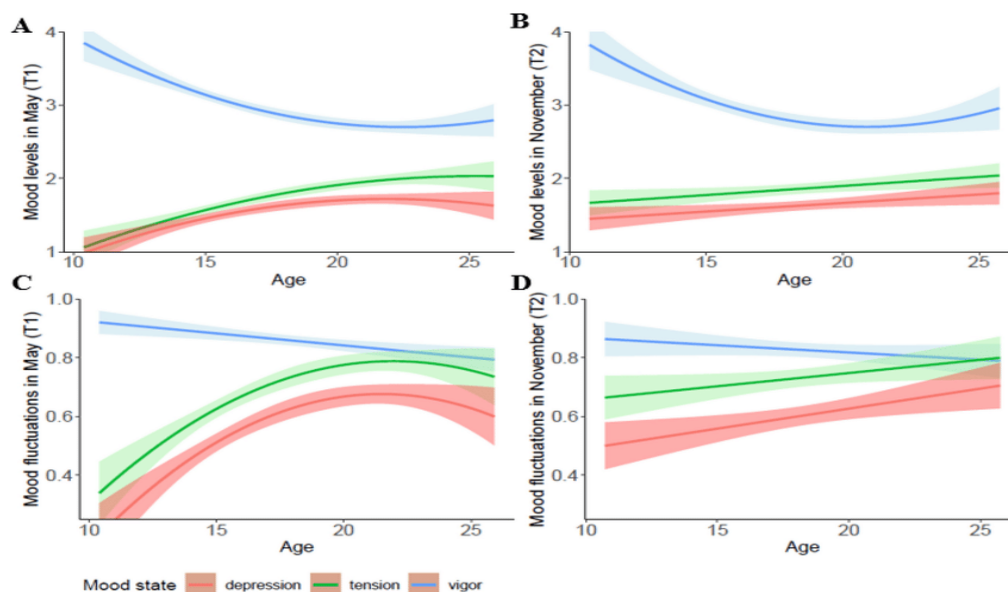 A
Mood levels in May (T1)
4
3
2
1
10 15 20 25
Age
B
Mood levels in November (T2)
4
3
2
1
10 15 20 25
Age
C
Mood fluctuations in May (T1)
1.0
0.8
0.6
0.4
10 15 20 25
Age
D
Mood fluctuations in November (T2)
1.0
0.8
0.6
0.4
10 15 20 25
Age
Mood state depression tension vigor